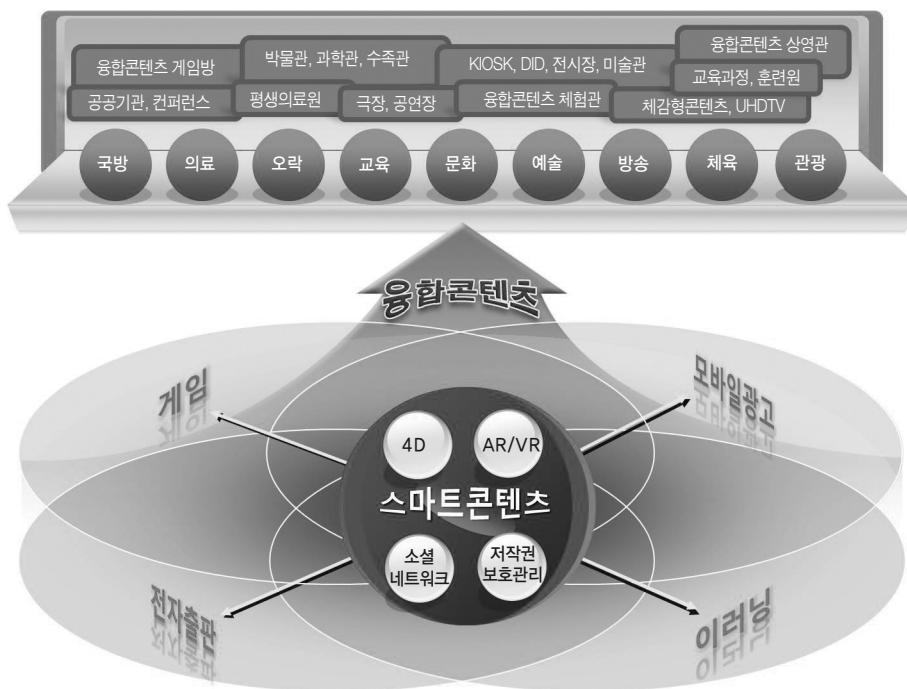 융합콘텐츠 게임방
박물관, 과학관, 수족관
KIOSK, DID, 전시장, 미술관
융합콘텐츠 상영관
교육과정, 훈련원
공공기관, 컨퍼런스
평생의료원
극장, 공연장
융합콘텐츠 체험관
체감형콘텐츠, UHDTV
국방
의료
오락
교육
문화
예술
방송
체육
관광
융합콘텐츠
게임
모바일광고
4D
AR/VR
스마트콘텐츠
소셜
네트워크
저작권
보호관리
전자출판
이러닝